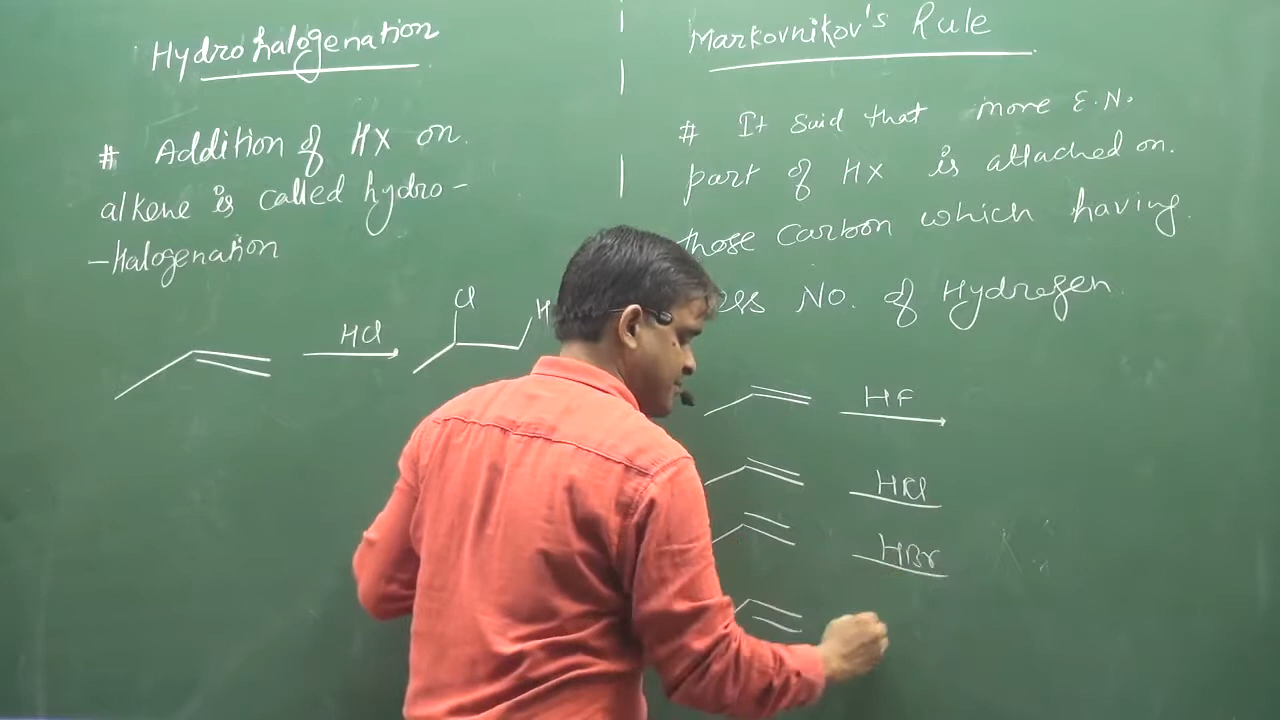 Hydrohalogenation
# Addition of HX on
alkene is called hydro-
-Halogenation
HCl
Cl
H
Markovnikov's Rule
# It said that more E.N.
part of HX is attached on.
those carbon which having
No. of Hydrogen.
HF
HCl
HBr